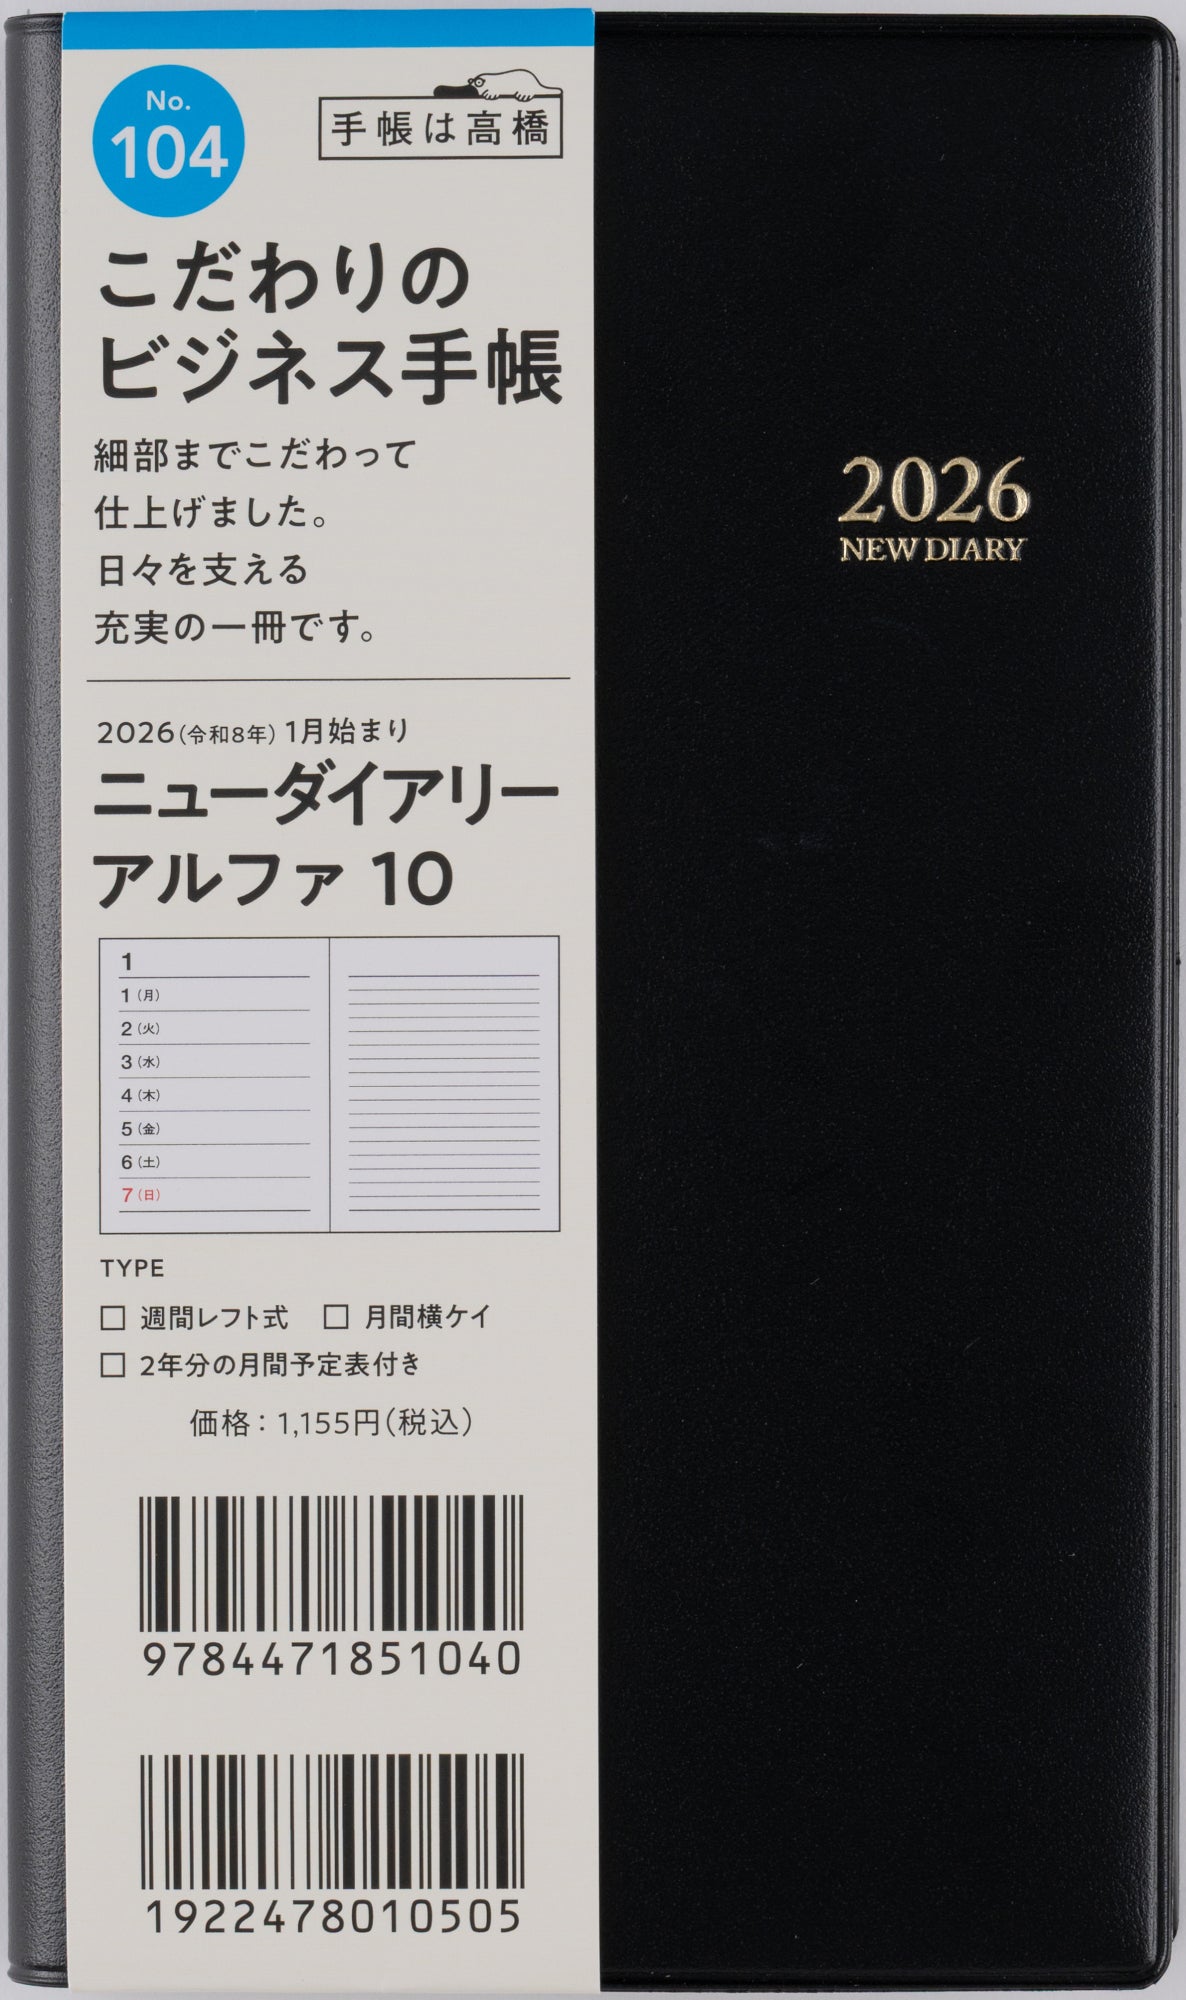 No.
104
手帳は高橋
こだわりの
ビジネス手帳
細部までこだわって
仕上げました。
日々を支える
充実の一冊です。
2026(令和8年) 1月始まり
ニューダイアリー
アルファ 10
1
1(月)
2(火)
3(水)
4(木)
5(金)
6(土)
7(日)
TYPE
□ 週間レフト式 □ 月間横ケイ
□ 2年分の月間予定表付き
価格：1,155円(税込)
9784471851040
1922478010505
2026
NEW DIARY